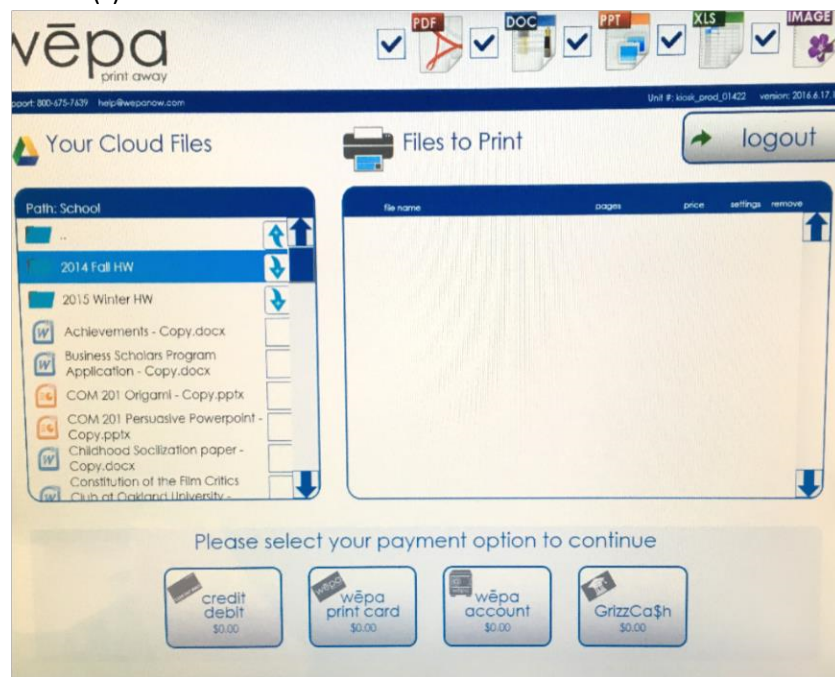 (s)
PDF
DOC
PPT
XLS
IMAGE
wēpa
print away
pport: 800-675-7639 help@wepanow.com
Unit #: kiosk_prod_01422 version: 2016.6.17.1
Your Cloud Files
Files to Print
logout
Path: School
file name pages price settings remove
..
2014 Fall HW
2015 Winter HW
Achievements - Copy.docx
Business Scholars Program
Application - Copy.docx
COM 201 Origami - Copy.pptx
COM 201 Persuasive Powerpoint -
Copy.pptx
Childhood Socilization paper -
Copy.docx
Constitution of the Film Critics
Club at Oakland University -
Please select your payment option to continue
credit
debit
$0.00
wēpa
wēpa
print card
$0.00
wēpa
account
$0.00
GrizzCa$h
$0.00